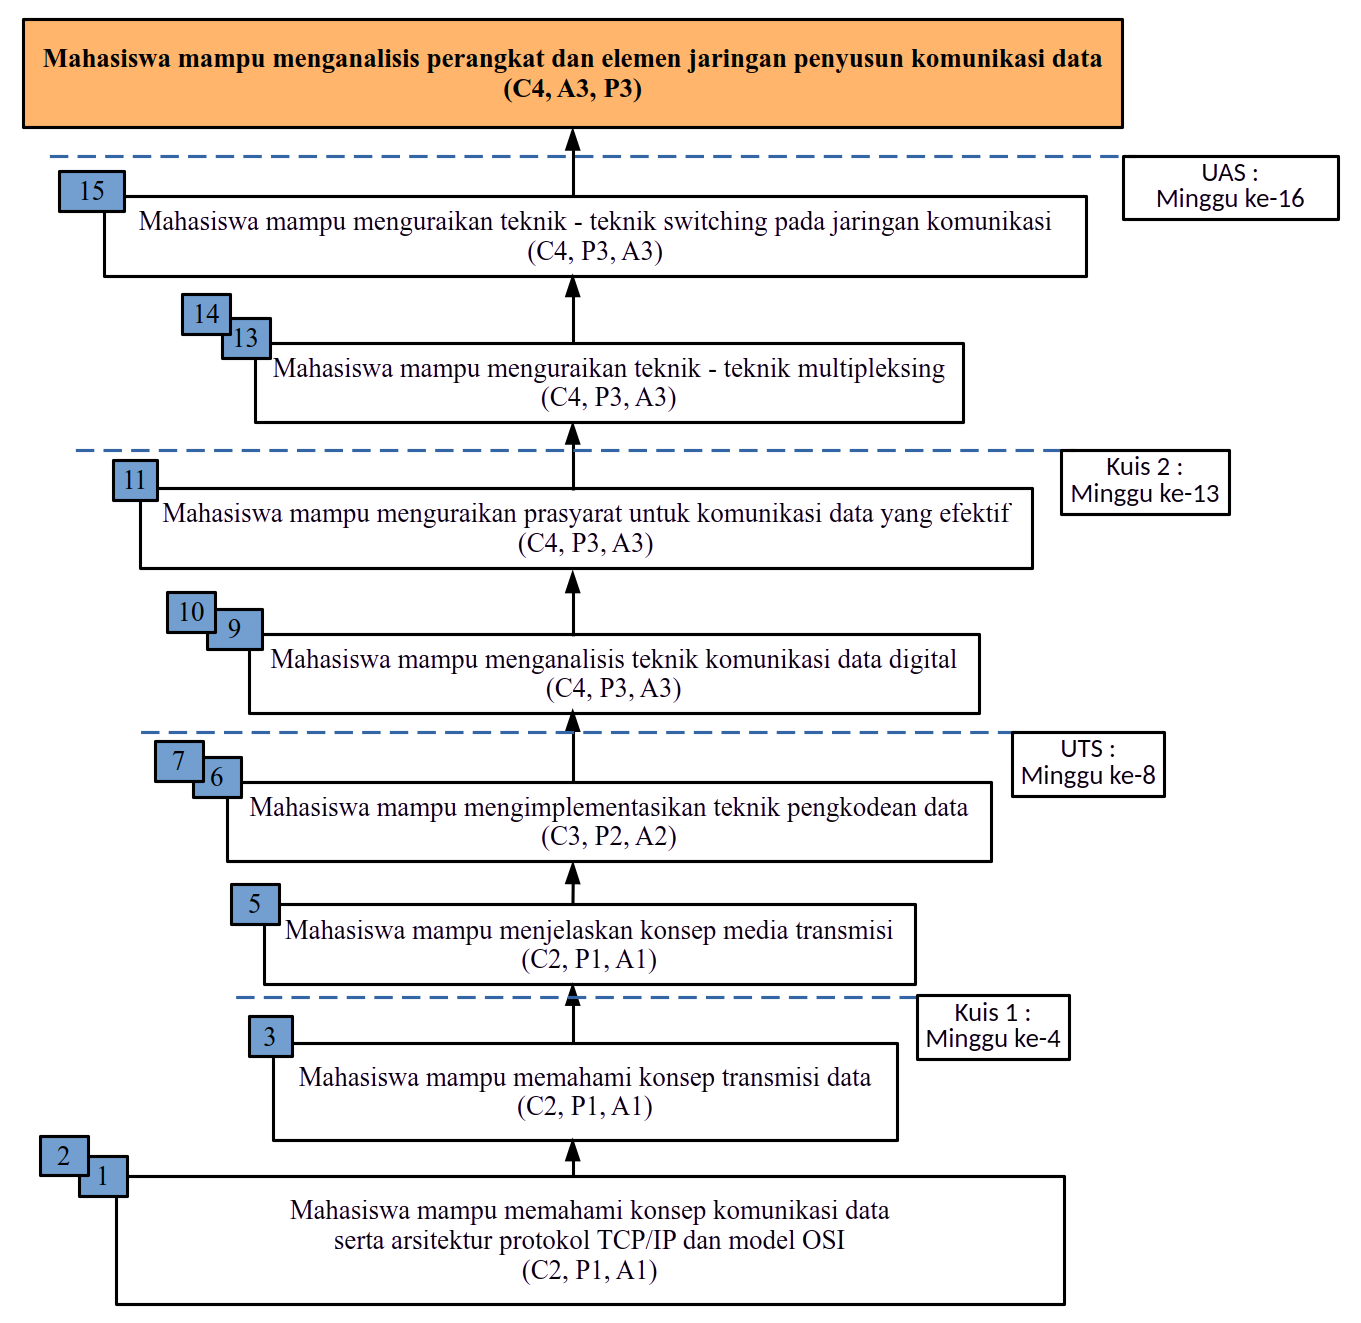 Mahasiswa mampu menganalisis perangkat dan elemen jaringan penyusun komunikasi data
(C4, A3, P3)
UAS :
Minggu ke-16
15
Mahasiswa mampu menguraikan teknik - teknik switching pada jaringan komunikasi
(C4, P3, A3)
14
13
Mahasiswa mampu menguraikan teknik - teknik multipleksing
(C4, P3, A3)
Kuis 2 :
Minggu ke-13
11
Mahasiswa mampu menguraikan prasyarat untuk komunikasi data yang efektif
(C4, P3, A3)
10
9
Mahasiswa mampu menganalisis teknik komunikasi data digital
(C4, P3, A3)
UTS :
Minggu ke-8
7
6
Mahasiswa mampu mengimplementasikan teknik pengkodean data
(C3, P2, A2)
5
Mahasiswa mampu menjelaskan konsep media transmisi
(C2, P1, A1)
Kuis 1 :
Minggu ke-4
3
Mahasiswa mampu memahami konsep transmisi data
(C2, P1, A1)
2
1
Mahasiswa mampu memahami konsep komunikasi data
serta arsitektur protokol TCP/IP dan model OSI
(C2, P1, A1)